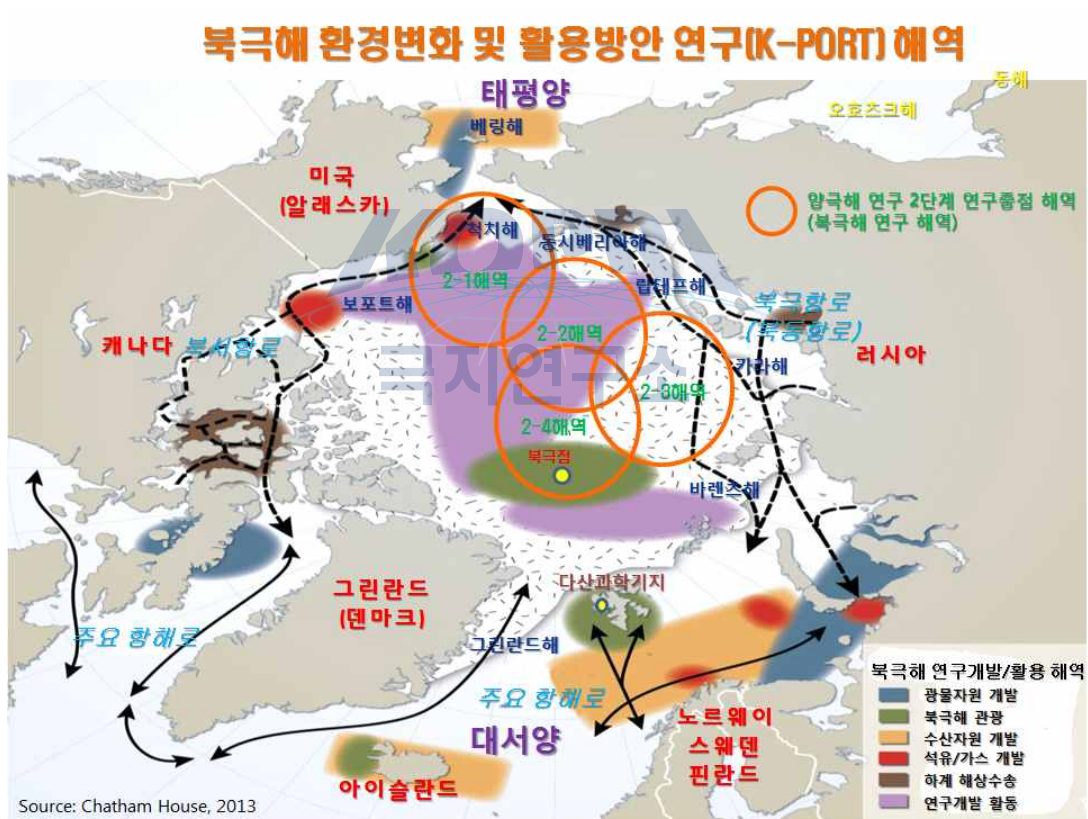 북극해 환경변화 및 활용방안 연구(K-PORT) 해역
동해
태평양
오호츠크해
베링해
미국
(알래스카)
양극해 연구 2단계 연구중점 해역
(북극해 연구 해역)
척치해
동시베리아해
2-1해역
랍테프해
보포트해
북극항로
(북동항로)
2-2해역
캐나다
북서항로
러시아
카라해
극지연구소
2-3해역
2-4해역
북극점
바렌츠해
다산과학기지
그린란드
(덴마크)
주요 항해로
그린란드해
주요 항해로
대서양
노르웨이
스웨덴
핀란드
아이슬란드
북극해 연구개발/활용 해역
광물자원 개발
북극해 관광
수산자원 개발
석유/가스 개발
하계 해상수송
연구개발 활동
Source: Chatham House, 2013